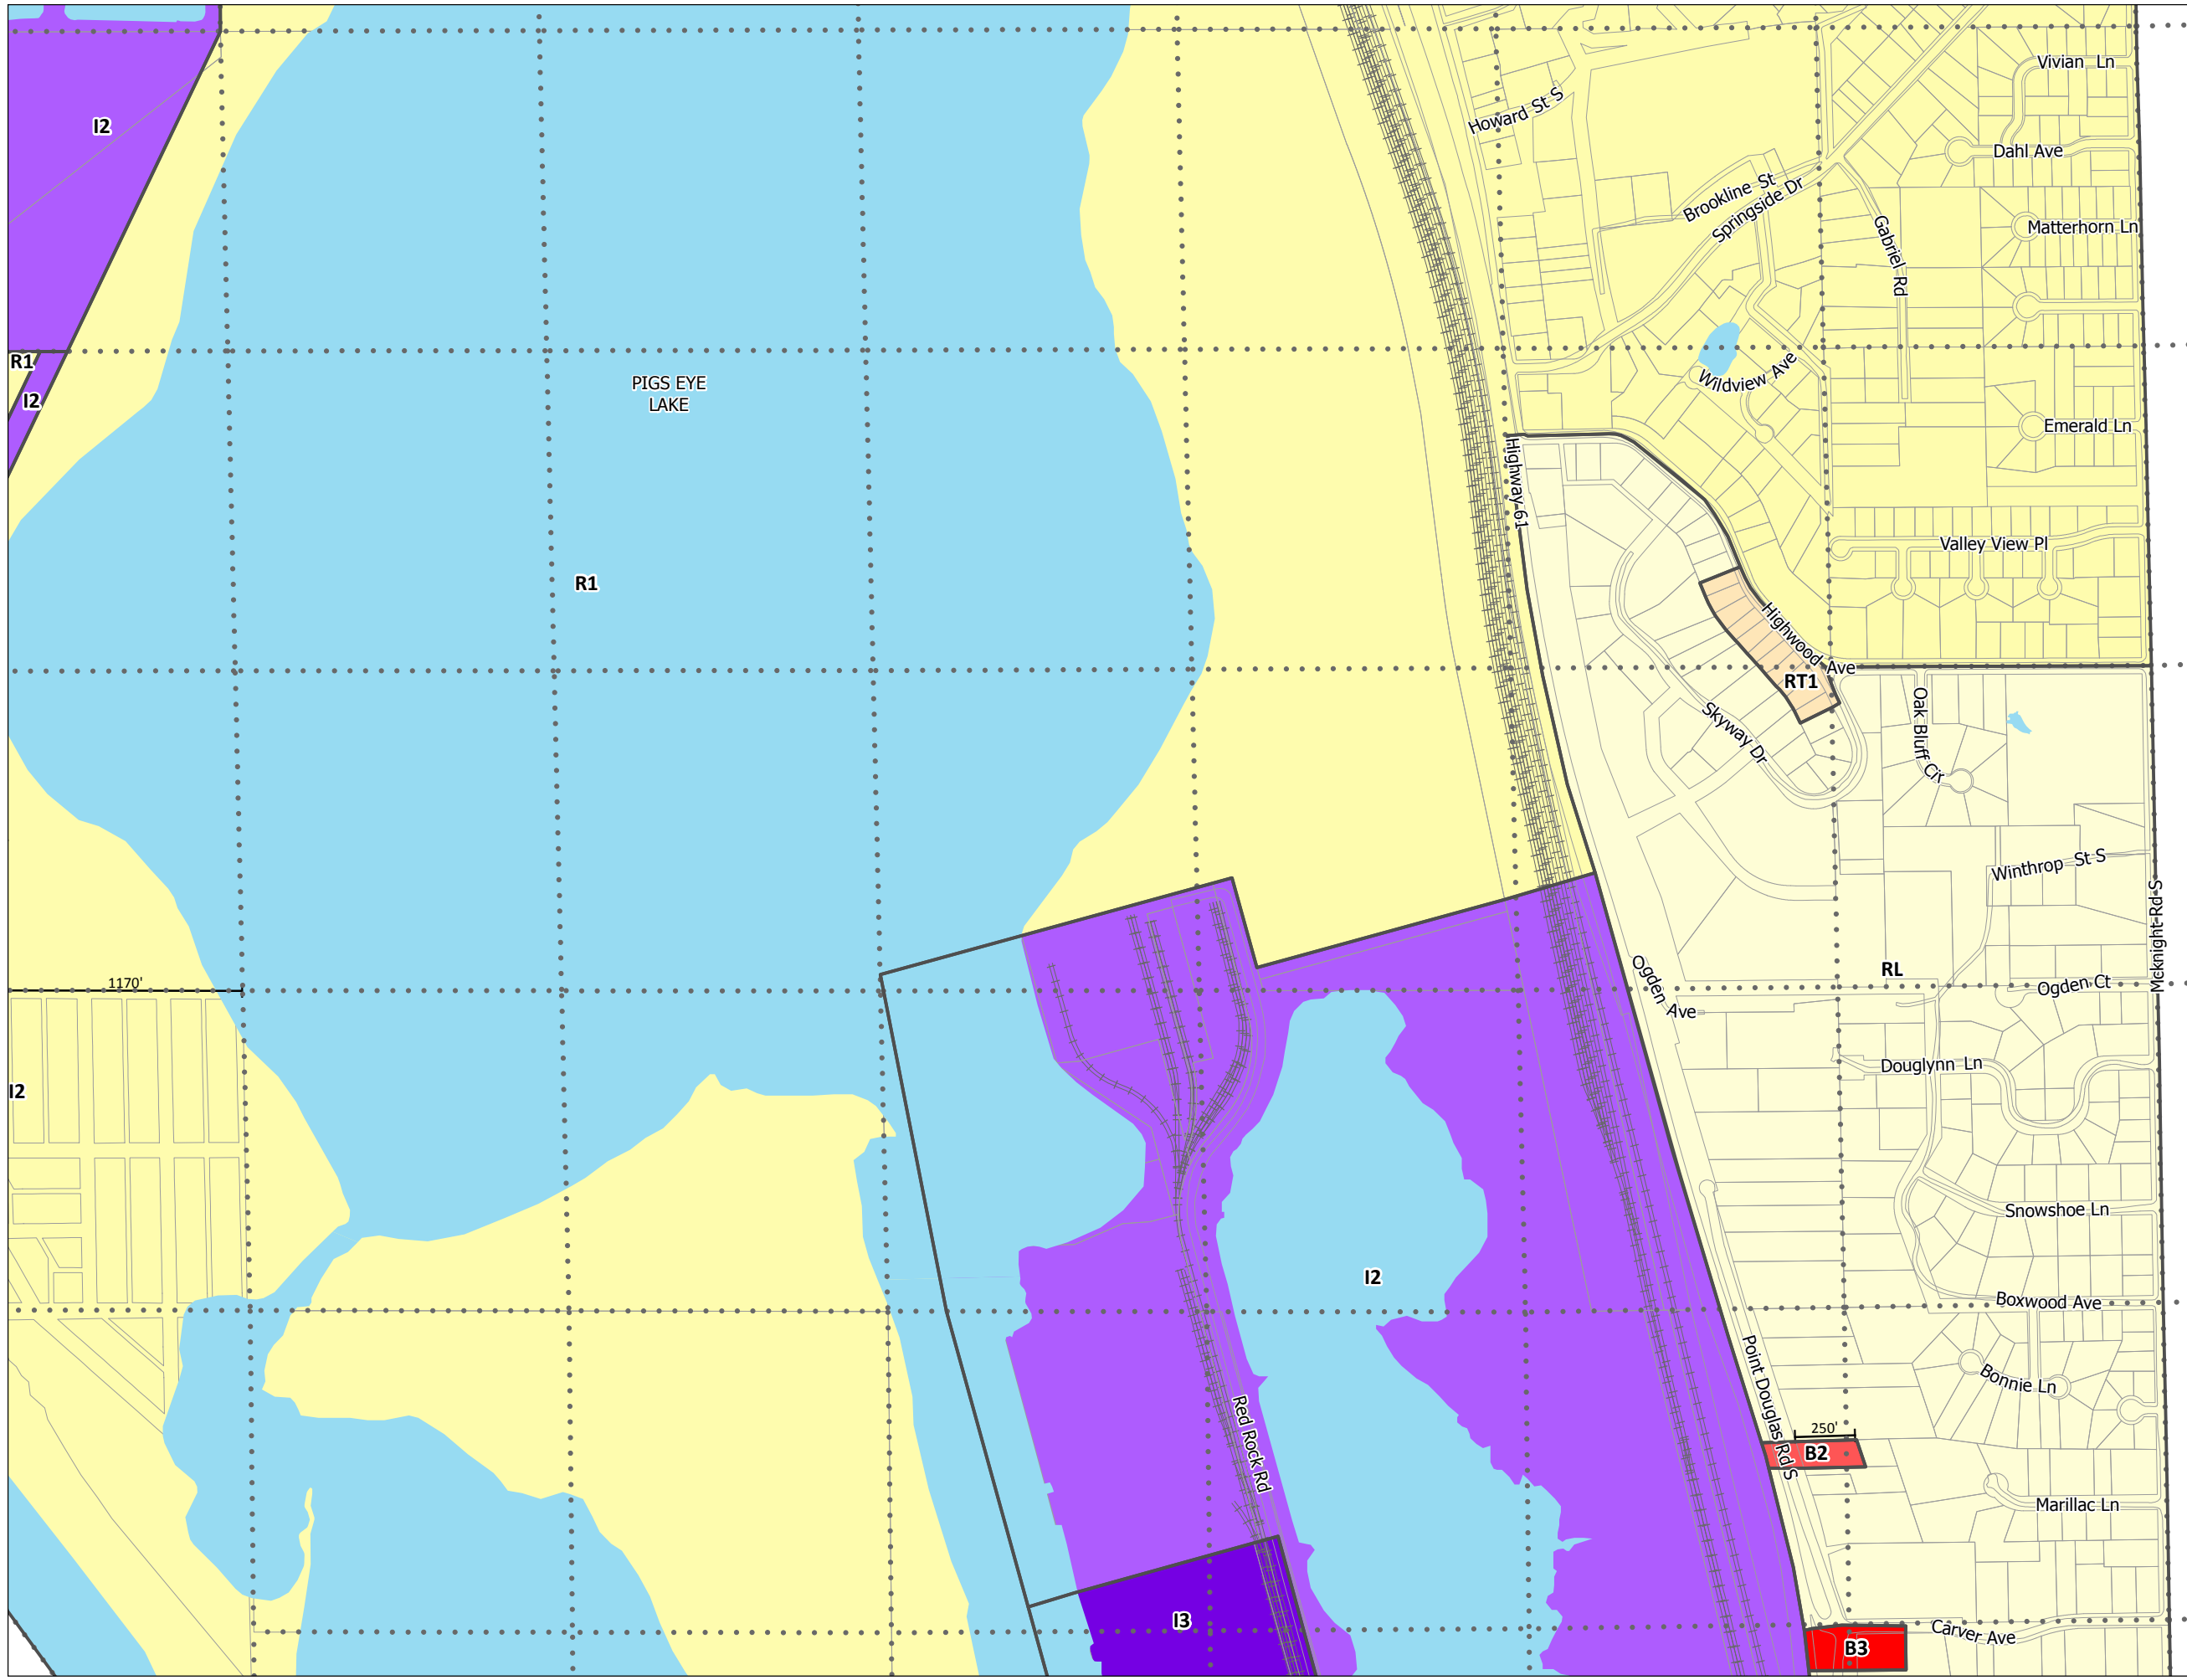 Vivian Ln
I2
Howard St S
Dahl Ave
Brookline St
Springside Dr
Gabriel Rd
Matterhorn Ln
R1
I2
PIGS EYE
LAKE
Wildview Ave
Emerald Ln
Highway 61
Valley View Pl
R1
Highwood Ave
RT1
Skyway Dr
Oak Bluff Cir
Winthrop St S
Mcknight Rd S
RL
Ogden Ave
Ogden Ct
1170'
Douglynn Ln
I2
Snowshoe Ln
I2
Boxwood Ave
Point Douglas Rd S
Bonnie Ln
Red Rock Rd
250'
B2
Marillac Ln
I3
Carver Ave
B3